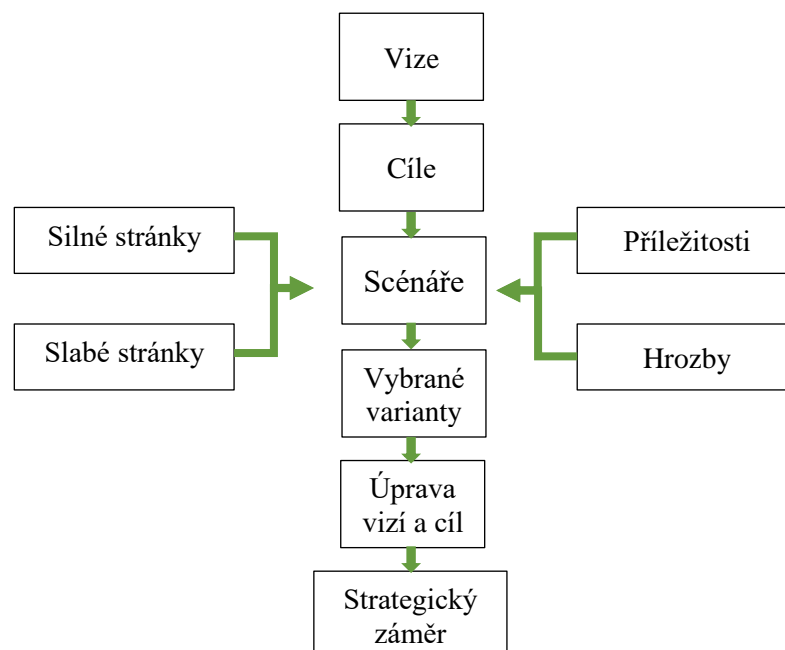 Vize
Cíle
Silné stránky
Příležitosti
Scénáře
Slabé stránky
Hrozby
Vybrané
varianty
Úprava
vizí a cíl
Strategický
záměr